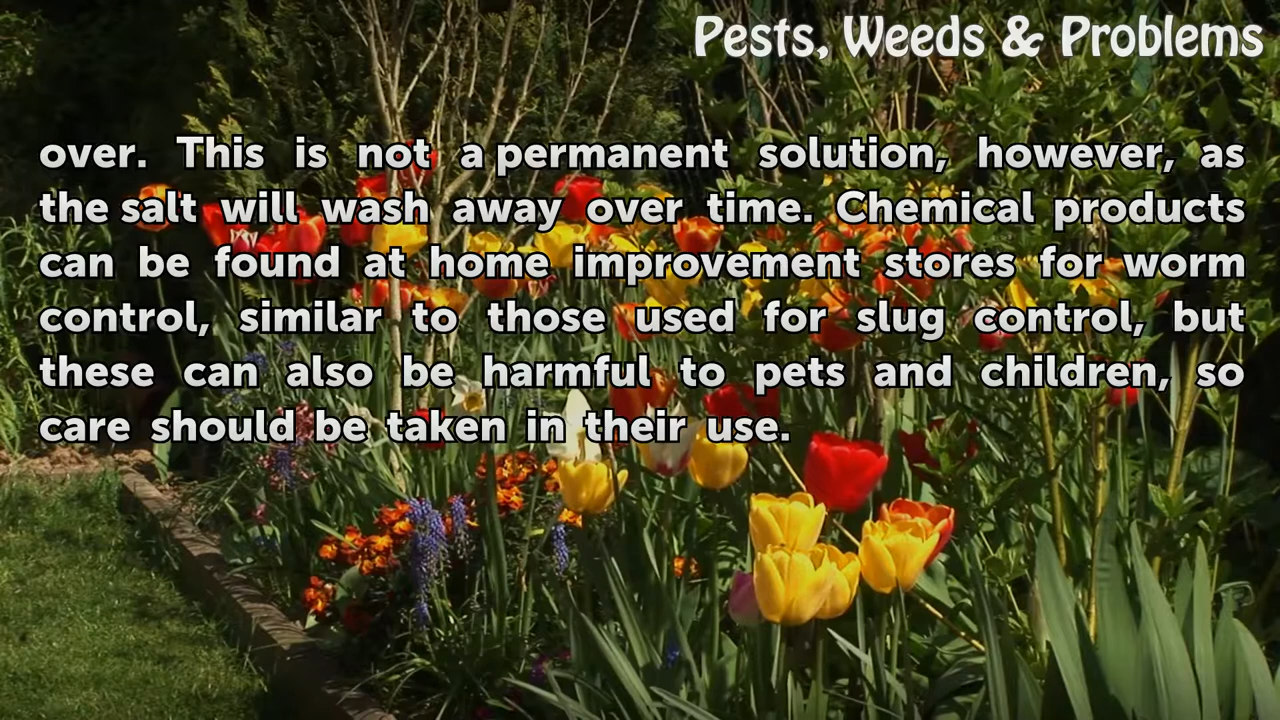 Pests, Weeds & Problems
over. This is not a permanent solution, however, as
the salt will wash away over time. Chemical products
can be found at home improvement stores for worm
control, similar to those used for slug control, but
these can also be harmful to pets and children, so
care should be taken in their use.